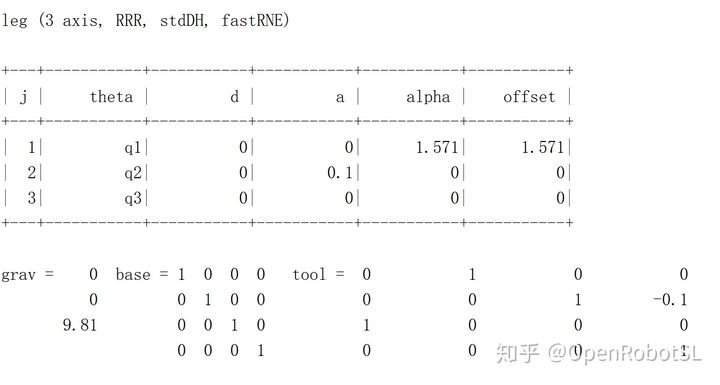 leg (3 axis, RRR, stdDH, fastRNE)
+---+-----------+-----------+-----------+-----------+-----------+
| j | theta | d | a | alpha | offset |
+---+-----------+-----------+-----------+-----------+-----------+
| 1| q1| 0| 0| 1.571| 1.571|
| 2| q2| 0| 0.1| 0| 0|
| 3| q3| 0| 0| 0| 0|
+---+-----------+-----------+-----------+-----------+-----------+
grav = 0 base = 1 0 0 0 tool = 0 1 0 0
0 0 1 0 0 0 0 1 -0.1
9.81 0 0 1 0 1 0 0 0
0 0 0 1 0 0 0 1
知乎 @OpenRobotSL